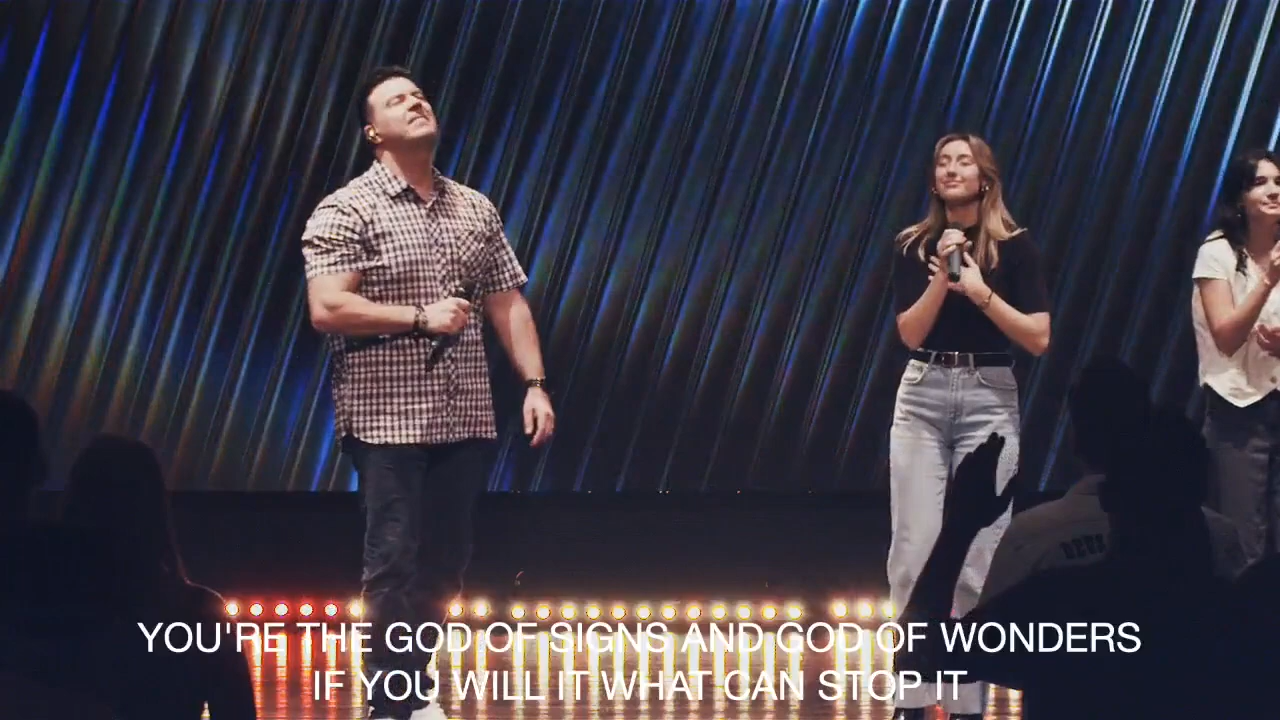 YOU'RE THE GOD OF SIGNS AND GOD OF WONDERS
IF YOU WILL IT WHAT CAN STOP IT